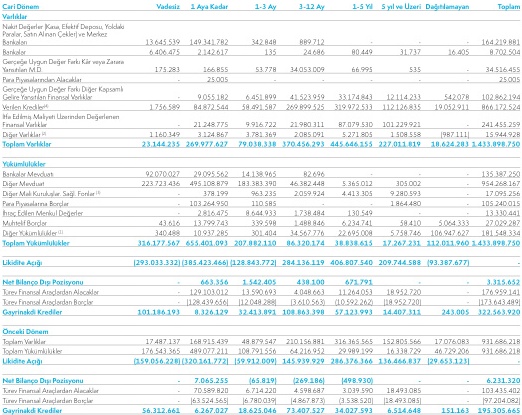 Cari Dönem Vadesiz 1 Aya Kadar 1-3 Ay 3-12 Ay 1-5 Yıl 5 yıl ve Üzeri Dağıtılamayan Toplam
Varlıklar
Nakit Değerler (Kasa, Efektif Deposu, Yoldaki
Paralar, Satın Alınan Çekler) ve Merkez
Bankaları 13.645.539 149.341.782 342.848 889.712 - - - 164.219.881
Bankalar 6.406.475 2.142.617 135 24.686 80.449 31.737 16.405 8.702.504
Gerçeğe Uygun Değer Farkı Kâr veya Zarara
Yansıtılan M.D. 175.283 166.855 53.778 34.053.009 66.995 535 - 34.516.455
Para Piyasalarından Alacaklar - 25.005 - - - - - 25.005
Gerçeğe Uygun Değer Farkı Diğer Kapsamlı
Gelire Yansıtılan Finansal Varlıklar - 9.055.182 6.451.899 41.523.959 33.174.843 12.114.233 542.078 102.862.194
Verilen Krediler 1.756.589 84.872.544 58.491.587 269.899.525 319.972.533 112.126.835 19.052.911 866.172.524
İtfa Edilmiş Maliyeti Üzerinden Değerlenen
Finansal Varlıklar - 21.248.775 9.916.722 21.980.311 87.079.530 101.229.921 - 241.455.259
Diğer Varlıklar 1.160.349 3.124.867 3.781.369 2.085.091 5.271.805 1.508.558 (987.111) 15.944.928
Toplam Varlıklar 23.144.235 269.977.627 79.038.338 370.456.293 445.646.155 227.011.819 18.624.283 1.433.898.750
Yükümlülükler
Bankalar Mevduatı 92.070.027 29.095.562 14.138.965 82.696 - - - 135.387.250
Diğer Mevduat 223.723.436 495.108.879 183.383.390 46.382.448 5.365.012 305.002 - 954.268.167
Diğer Mali Kuruluşlar. Sağl. Fonlar - 378.199 963.235 2.059.924 4.413.305 9.280.593 - 17.095.256
Para Piyasalarına Borçlar - 103.264.950 110.585 - - 1.864.480 - 105.240.015
İhraç Edilen Menkul Değerler - 2.816.475 8.644.933 1.738.484 130.549 - - 13.330.441
Muhtelif Borçlar 43.616 13.799.743 339.598 1.488.846 6.234.741 58.410 5.064.333 27.029.287
Diğer Yükümlülükler 340.488 10.937.285 301.404 34.567.776 22.695.008 5.758.746 106.947.627 181.548.334
Toplam Yükümlülükler 316.177.567 655.401.093 207.882.110 86.320.174 38.838.615 17.267.231 112.011.960 1.433.898.750
Likidite Açığı (293.033.332) (385.423.466) (128.843.772) 284.136.119 406.807.540 209.744.588 (93.387.677) -
Net Bilanço Dışı Pozisyonu - 663.356 1.542.405 438.100 671.791 - - 3.315.652
Türev Finansal Araçlardan Alacaklar - 129.103.012 13.590.693 4.048.663 11.264.053 18.952.720 - 176.959.141
Türev Finansal Araçlardan Borçlar - (128.439.656) (12.048.288) (3.610.563) (10.592.262) (18.952.720) - (173.643.489)
Gayrinakdi Krediler 101.186.193 8.326.129 32.413.891 108.863.398 57.123.993 14.407.311 243.005 322.563.920
Önceki Dönem
Toplam Varlıklar 17.487.137 168.915.439 48.879.547 210.156.881 316.365.565 152.805.566 17.076.083 931.686.218
Toplam Yükümlülükler 176.543.365 489.077.211 108.791.556 64.216.952 29.989.199 16.338.729 46.729.206 931.686.218
Likidite Açığı (159.056.228) (320.161.772) (59.912.009) 145.939.929 286.376.366 136.466.837 (29.653.123) -
Net Bilanço Dışı Pozisyonu - 7.065.255 (65.819) (269.186) (498.930) - - 6.231.320
Türev Finansal Araçlardan Alacaklar - 70.589.820 6.714.220 4.598.687 3.039.590 18.493.085 - 103.435.402
Türev Finansal Araçlardan Borçlar - (63.524.565) (6.780.039) (4.867.873) (3.538.520) (18.493.085) - (97.204.082)
Gayrinakdi Krediler 56.312.661 6.267.027 18.625.046 73.407.527 34.027.593 6.514.648 151.163 195.305.665